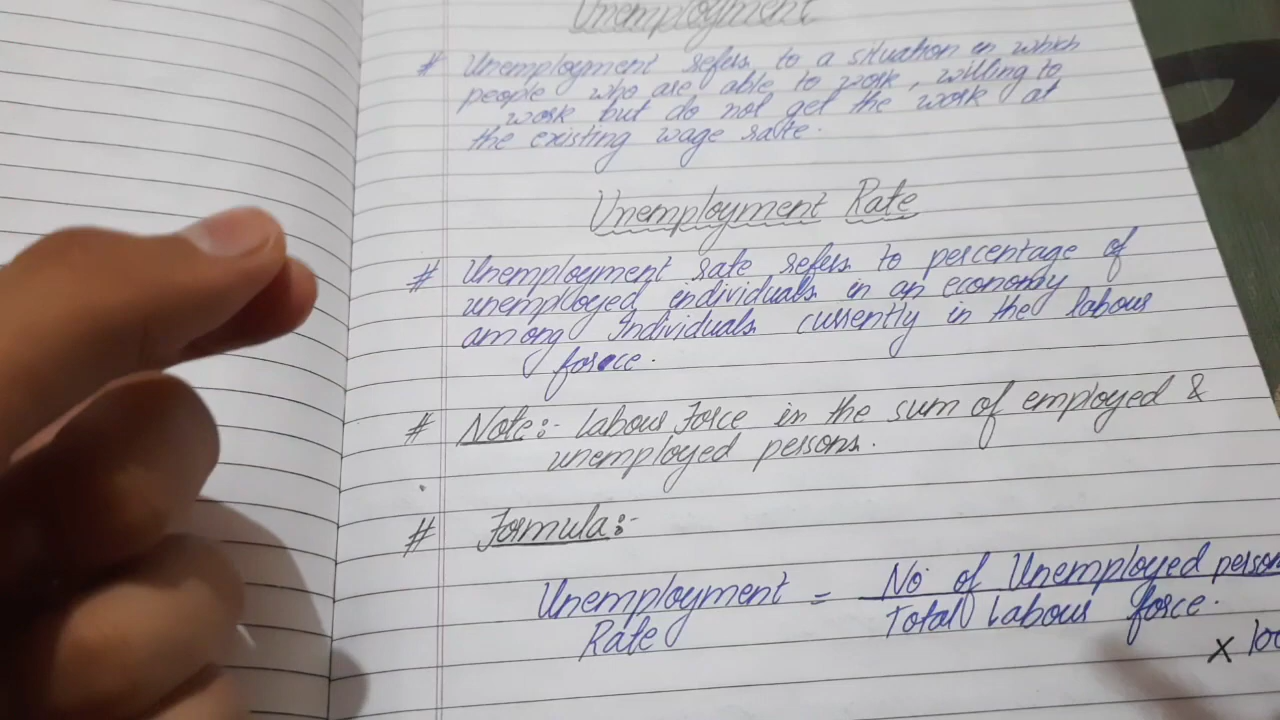 Unemployment
# Unemployment refers to a situation in which
people who are able to work, willing to
work but do not get the work at
the existing wage rate.
Unemployment Rate
# Unemployment rate refers to percentage of
unemployed individuals in an economy
among Individuals currently in the labour
force.
# Note:- Labour Force in the sum of employed &
unemployed persons.
# Formula:-
Unemployment = No of Unemployed person
Rate Total Labour force.
x 100